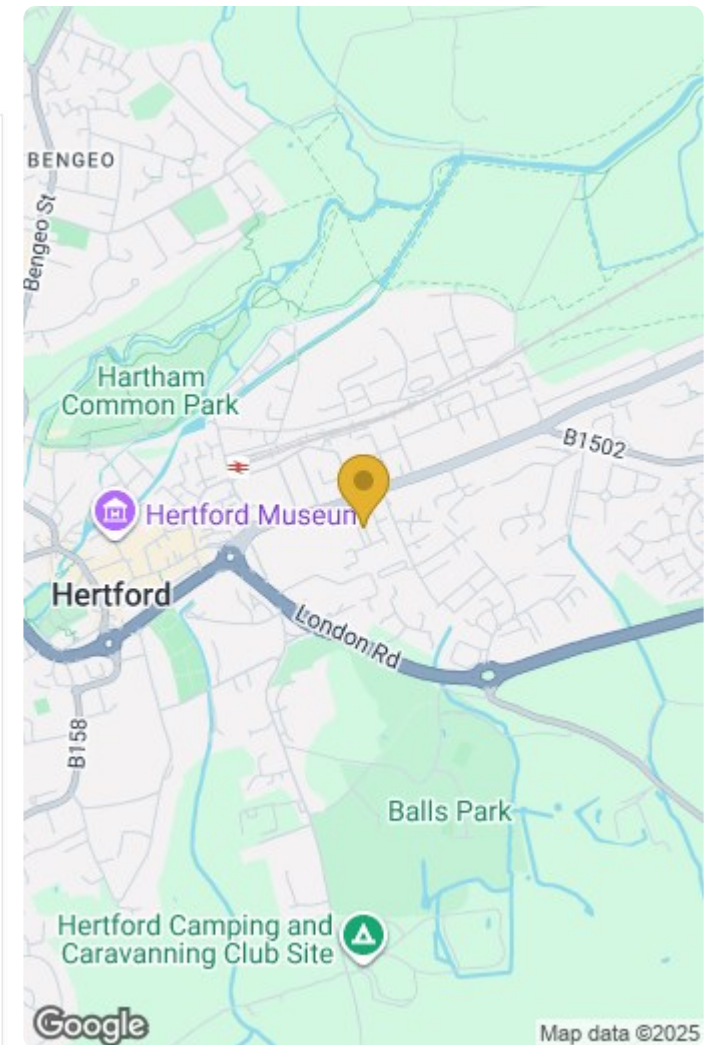 BENGEO
Bengeo St
Hartham
Common Park
B1502
Hertford Museum
Hertford
London Rd
B158
Balls Park
Hertford Camping and
Caravanning Club Site
Google
Map data ©2025